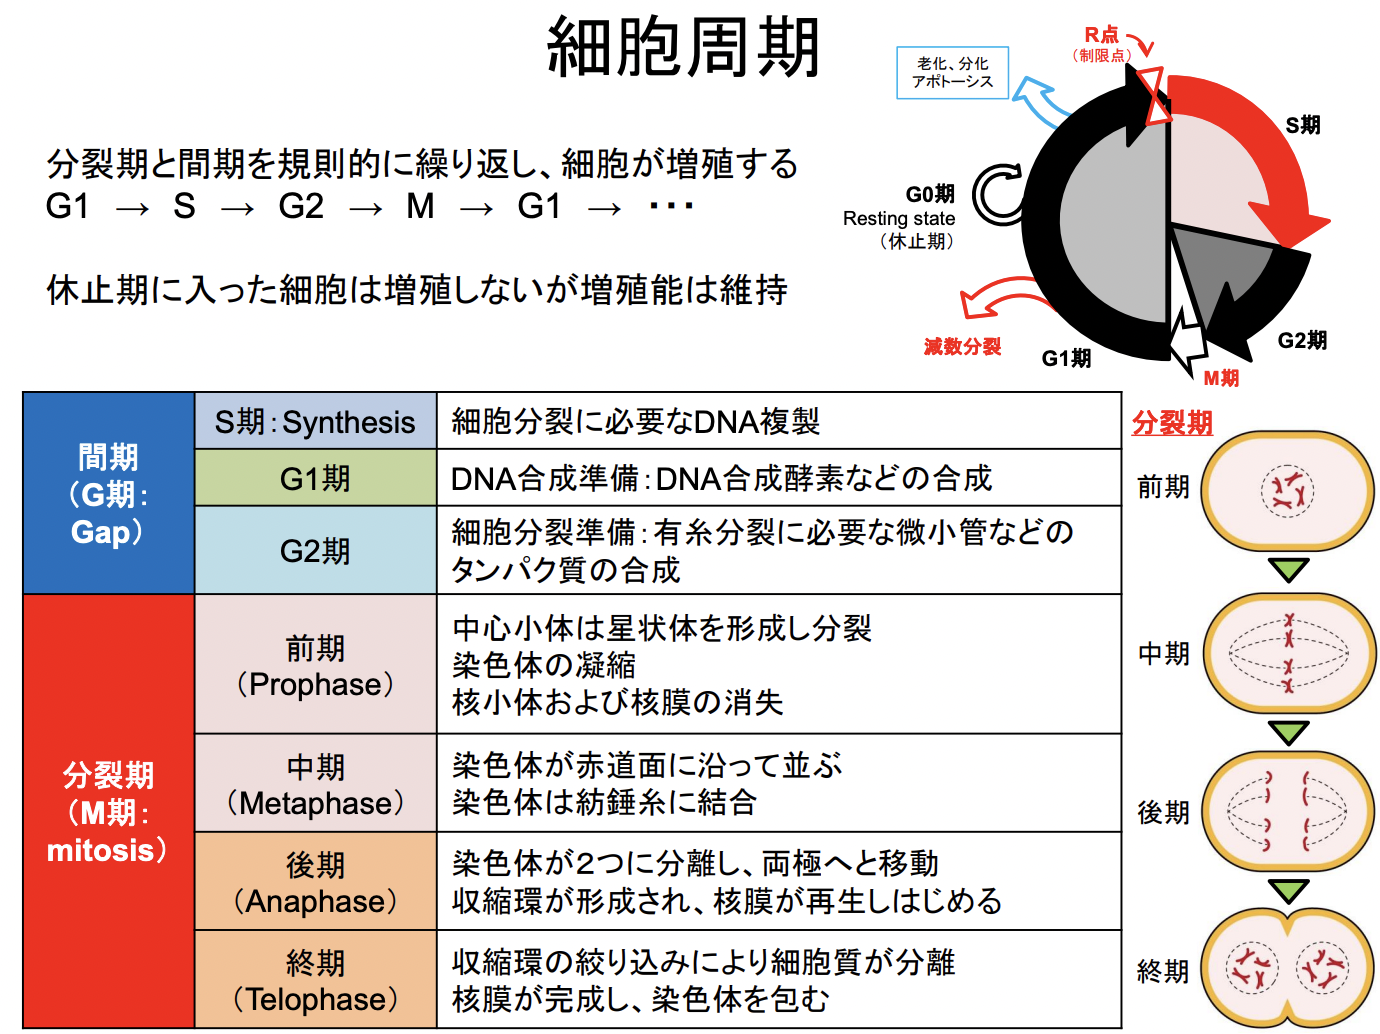 細胞周期
分裂期と間期を規則的に繰り返し、細胞が増殖する
G1 → S → G2 → M → G1 → ･･･
休止期に入った細胞は増殖しないが増殖能は維持
R点
（制限点）
老化、分化
アポトーシス
S期
G0期
Resting state
（休止期）
減数分裂
G1期
G2期
M期
間期
（G期：
Gap）
S期：Synthesis
細胞分裂に必要なDNA複製
G1期
DNA合成準備：DNA合成酵素などの合成
G2期
細胞分裂準備：有糸分裂に必要な微小管などの
タンパク質の合成
分裂期
（M期：
mitosis）
前期
（Prophase）
中心小体は星状体を形成し分裂
染色体の凝縮
核小体および核膜の消失
中期
（Metaphase）
染色体が赤道面に沿って並ぶ
染色体は紡錘糸に結合
後期
（Anaphase）
染色体が２つに分離し、両極へと移動
収縮環が形成され、核膜が再生しはじめる
終期
（Telophase）
収縮環の絞り込みにより細胞質が分離
核膜が完成し、染色体を包む
分裂期
前期
中期
後期
終期